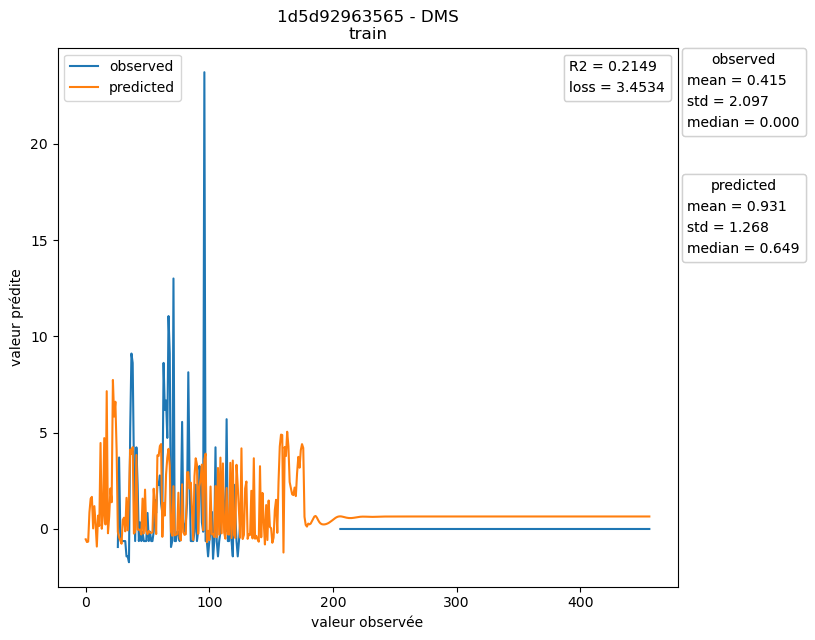 1d5d92963565 - DMS
train
observed
predicted
R2 = 0.2149
loss = 3.4534
observed
mean = 0.415
std = 2.097
median = 0.000
predicted
mean = 0.931
std = 1.268
median = 0.649
20
15
10
5
0
valeur prédite
0 100 200 300 400
valeur observée